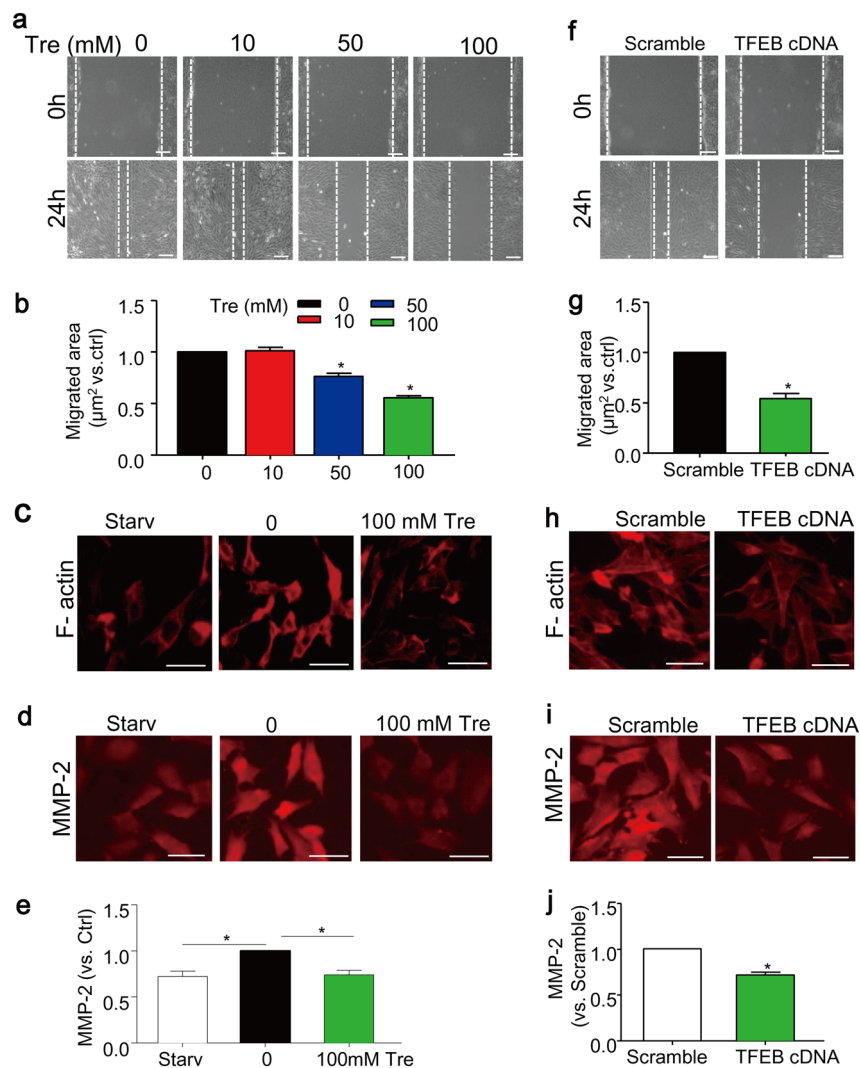 a
Tre (mM) 0 10 50 100
0h
24h
b
Tre (mM) 0 50
10 100
Migrated area
(µm² vs.ctrl)
1.5
1.0
0.5
0.0
0 10 50 100
* *
c
Starv 0 100 mM Tre
F- actin
d
Starv 0 100 mM Tre
MMP-2
e
MMP-2 (vs. Ctrl)
1.5
1.0
0.5
0.0
* *
Starv 0 100mM Tre
f
Scramble TFEB cDNA
0h
24h
g
Migrated area
(µm² vs.ctrl)
1.5
1.0
0.5
0.0
*
Scramble TFEB cDNA
h
Scramble TFEB cDNA
F- actin
i
Scramble TFEB cDNA
MMP-2
j
MMP-2
(vs. Scramble)
1.5
1.0
0.5
0.0
*
Scramble TFEB cDNA